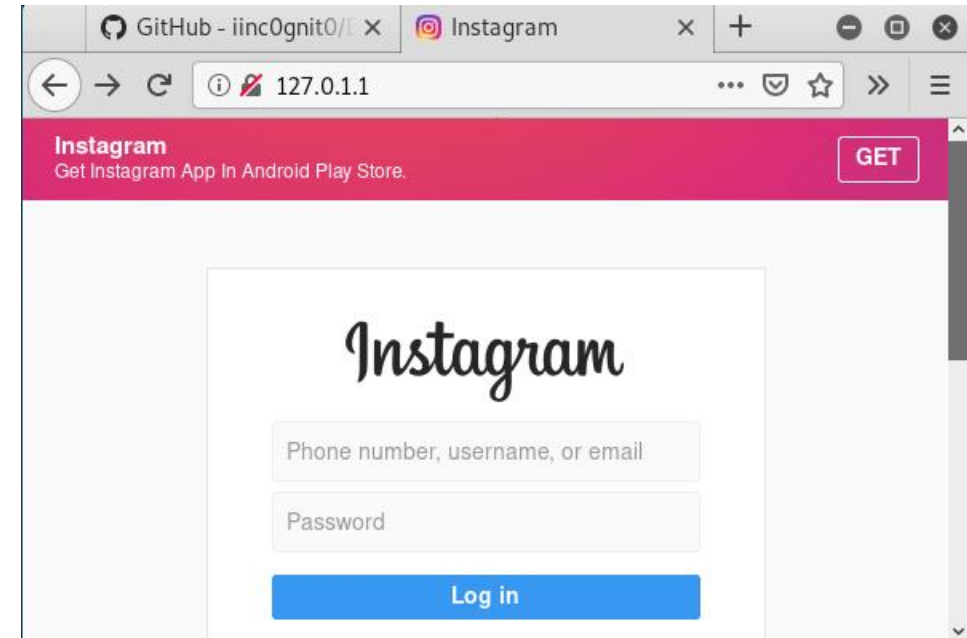 GitHub - iinc0gnit0/
Instagram
127.0.1.1
Instagram
Get Instagram App In Android Play Store.
GET
Instagram
Phone number, username, or email
Password
Log in